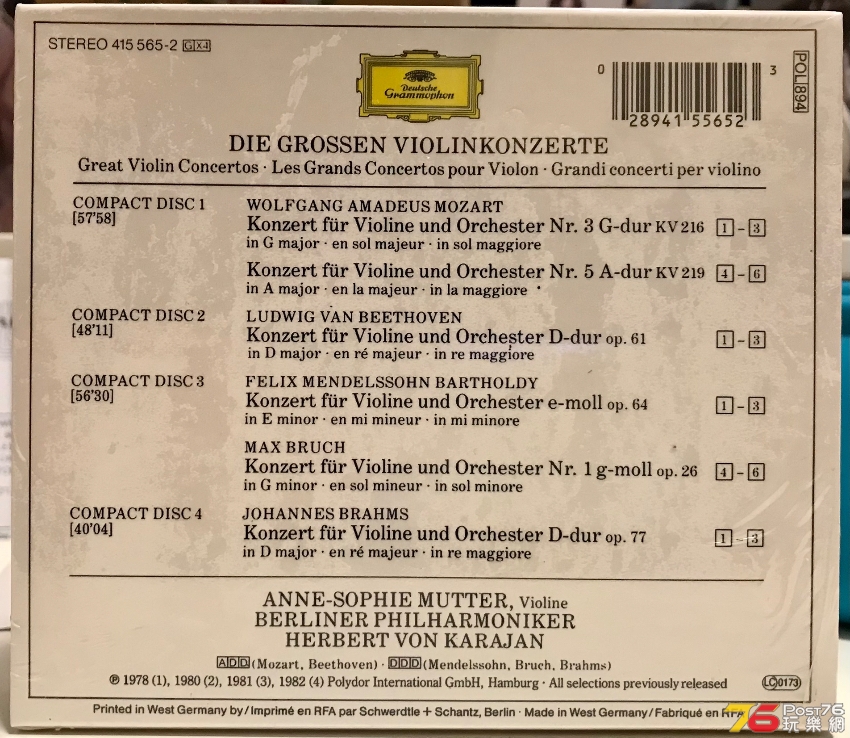 STEREO 415 565-2 G X4
Deutsche
Grammophon
0 28941 55652 3
POL 894
DIE GROSSEN VIOLINKONZERTE
Great Violin Concertos · Les Grands Concertos pour Violon · Grandi concerti per violino
COMPACT DISC 1
[57'58]
WOLFGANG AMADEUS MOZART
Konzert für Violine und Orchester Nr. 3 G-dur KV 216 1 – 3
in G major · en sol majeur · in sol maggiore
Konzert für Violine und Orchester Nr. 5 A-dur KV 219 4 – 6
in A major · en la majeur · in la maggiore
COMPACT DISC 2
[48'11]
LUDWIG VAN BEETHOVEN
Konzert für Violine und Orchester D-dur op. 61 1 – 3
in D major · en ré majeur · in re maggiore
COMPACT DISC 3
[56'30]
FELIX MENDELSSOHN BARTHOLDY
Konzert für Violine und Orchester e-moll op. 64 1 – 3
in E minor · en mi mineur · in mi minore
MAX BRUCH
Konzert für Violine und Orchester Nr. 1 g-moll op. 26 4 – 6
in G minor · en sol mineur · in sol minore
COMPACT DISC 4
[40'04]
JOHANNES BRAHMS
Konzert für Violine und Orchester D-dur op. 77 1 – 3
in D major · en ré majeur · in re maggiore
ANNE-SOPHIE MUTTER, Violine
BERLINER PHILHARMONIKER
HERBERT VON KARAJAN
ADD (Mozart, Beethoven) · DDD (Mendelssohn, Bruch, Brahms)
℗ 1978 (1), 1980 (2), 1981 (3), 1982 (4) Polydor International GmbH, Hamburg · All selections previously released
LC 0173
Printed in West Germany by / Imprimé en RFA par Schwerdtle + Schantz, Berlin · Made in West Germany / Fabriqué en RFA
76 Post76
玩樂網